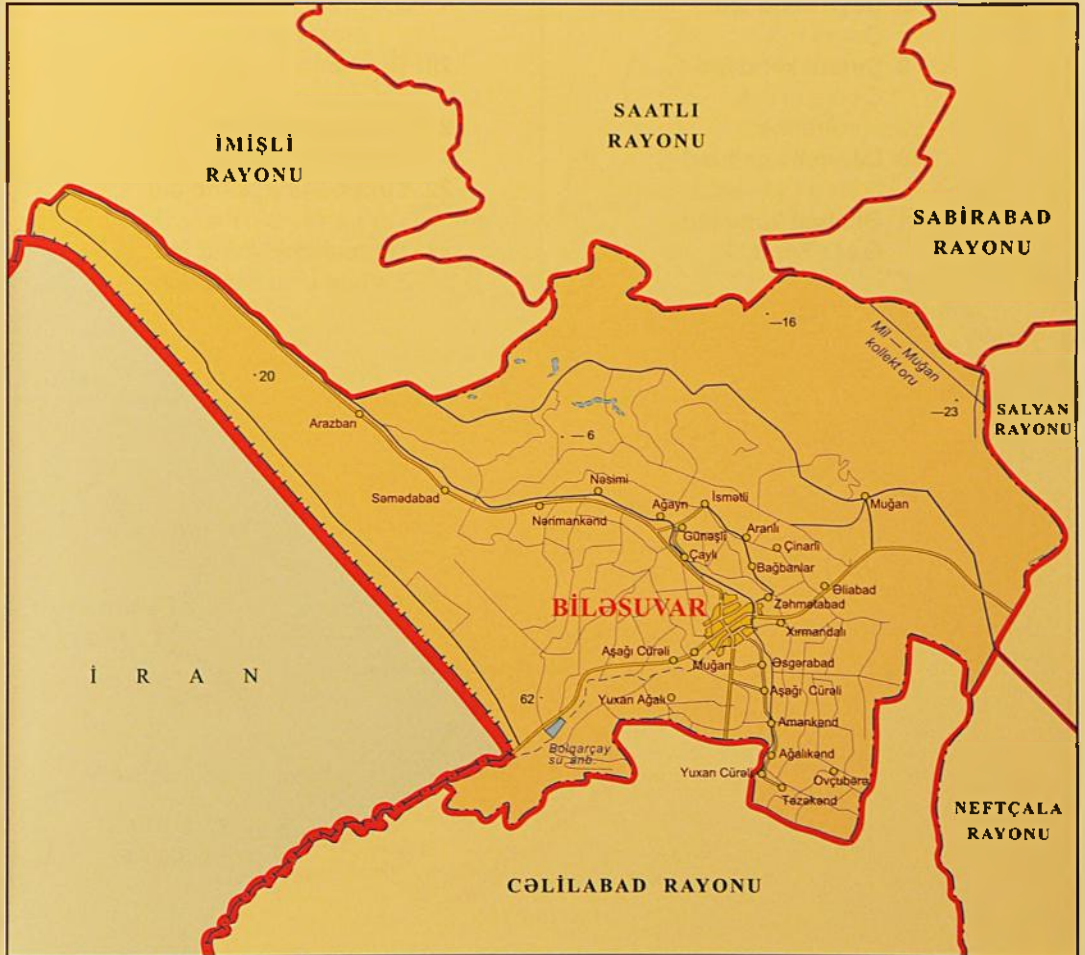 SAATLI
RAYONU
İMİŞLİ
RAYONU
SABİRABAD
RAYONU
—16
Mil — Muğan
kollektoru
20
—23
SALYAN
RAYONU
Arazbarı
— 6
Səmədabad
Nəsimi
Nərimankənd
Ağayrı
İsmətli
Muğan
Günəşli
Aranlı
Çinarlı
Çaylı
Bağbanlar
Əliabad
BİLƏSUVAR
Zəhmətabad
Xırmandalı
Aşağı Cürəli
Muğan
Əsgərabad
İRAN
62
Yuxarı Ağalı
Aşağı Cürəli
Amankənd
Bolqarçay
su anb.
Ağalıkənd
Yuxarı Cürəli
Ovçubərə
Təzəkənd
NEFTÇALA
RAYONU
CƏLİLABAD RAYONU